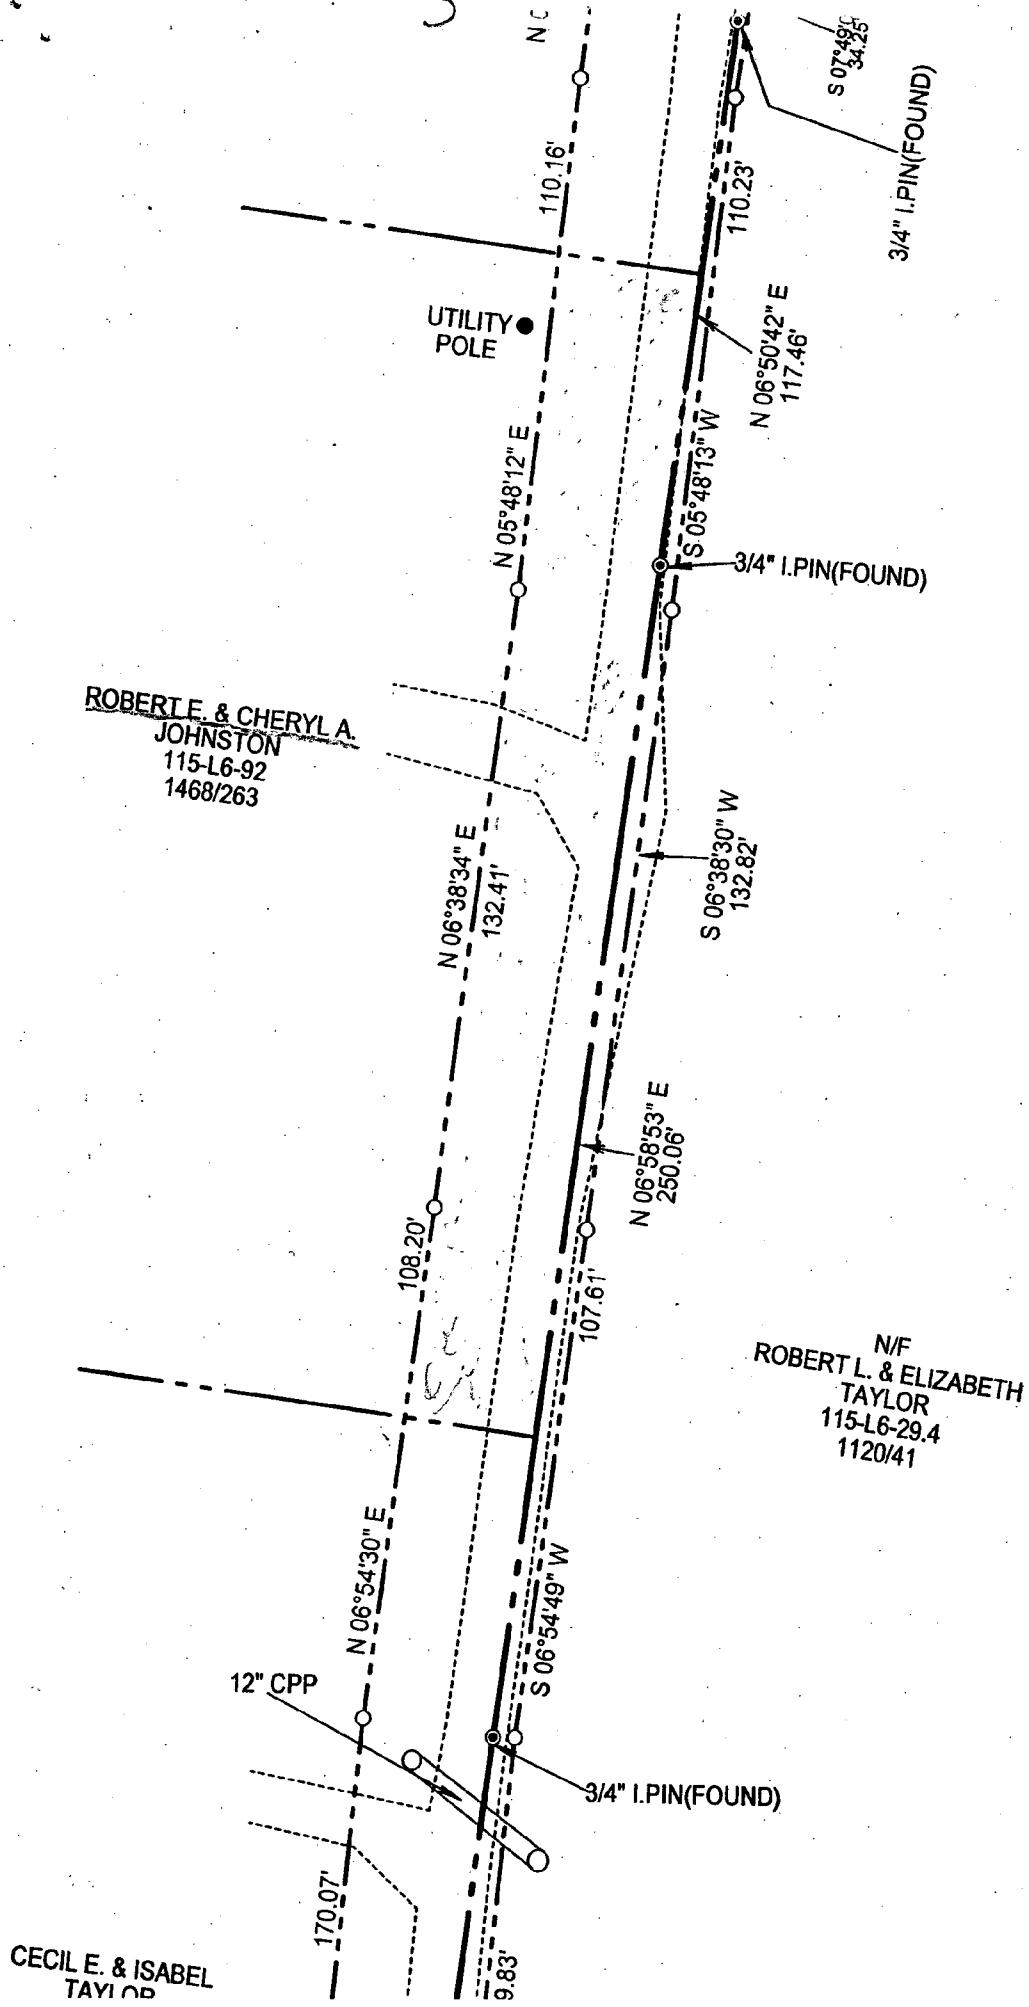 S 07°49'
34.25'
3/4" I.PIN(FOUND)
110.16'
110.23'
UTILITY
POLE
N 06°50'42" E
117.46'
N 05°48'12" E
S 05°48'13" W
3/4" I.PIN(FOUND)
ROBERT E. & CHERYL A.
JOHNSTON
115-L6-92
1468/263
N 06°38'34" E
132.41'
S 06°38'30" W
132.82'
N 06°58'53" E
250.06'
108.20'
107.61'
N/F
ROBERT L. & ELIZABETH
TAYLOR
115-L6-29.4
1120/41
N 06°54'30" E
S 06°54'49" W
12" CPP
3/4" I.PIN(FOUND)
170.07'
9.83'
CECIL E. & ISABEL
TAYLOR